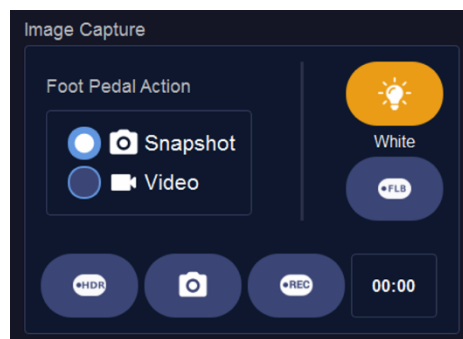 Image Capture
Foot Pedal Action
Snapshot
Video
White
•FLB
•HDR
•REC
00:00